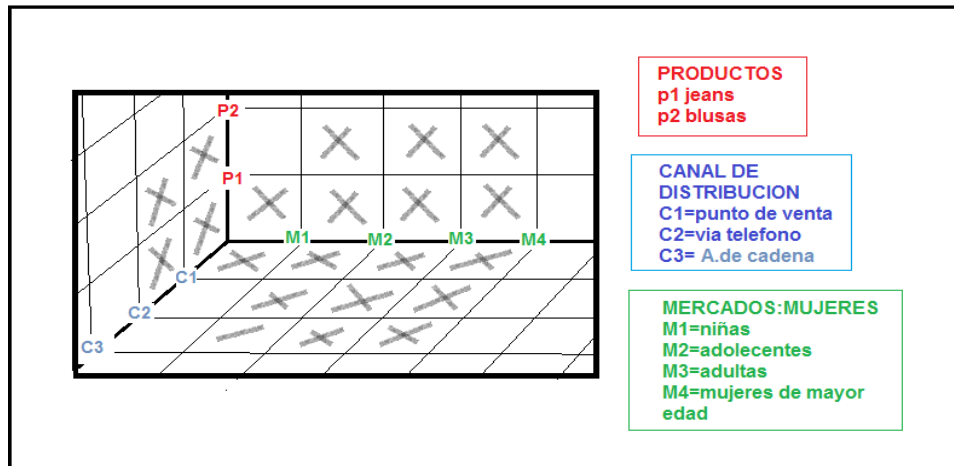 P2
P1
M1 M2 M3 M4
C1
C2
C3
PRODUCTOS
p1 jeans
p2 blusas
CANAL DE
DISTRIBUCION
C1=punto de venta
C2=via telefono
C3= A.de cadena
MERCADOS:MUJERES
M1=niñas
M2=adolecentes
M3=adultas
M4=mujeres de mayor
edad